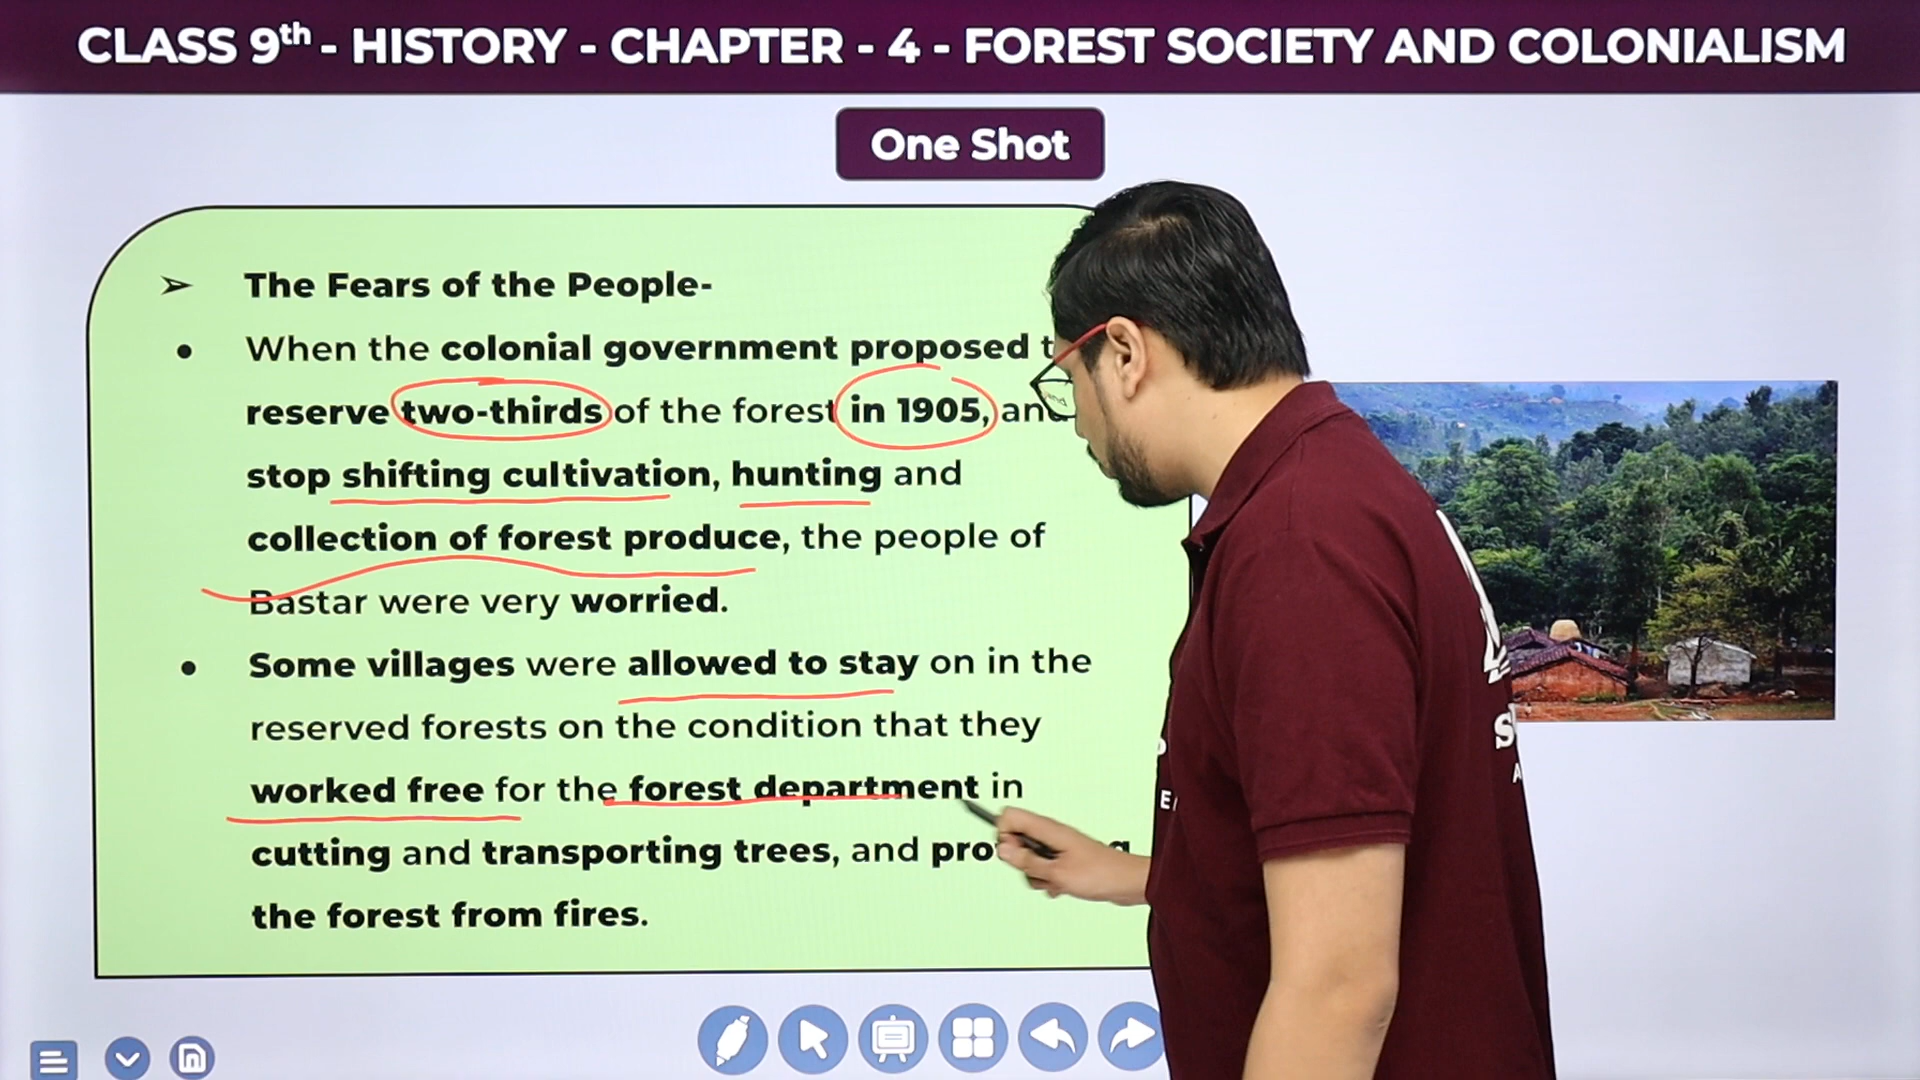 CLASS 9th - HISTORY - CHAPTER - 4 - FOREST SOCIETY AND COLONIALISM
One Shot
➢ The Fears of the People-
• When the colonial government proposed
reserve two-thirds of the forest in 1905, and
stop shifting cultivation, hunting and
collection of forest produce, the people of
Bastar were very worried.
• Some villages were allowed to stay on in the
reserved forests on the condition that they
worked free for the forest department in
cutting and transporting trees, and
the forest from fires.